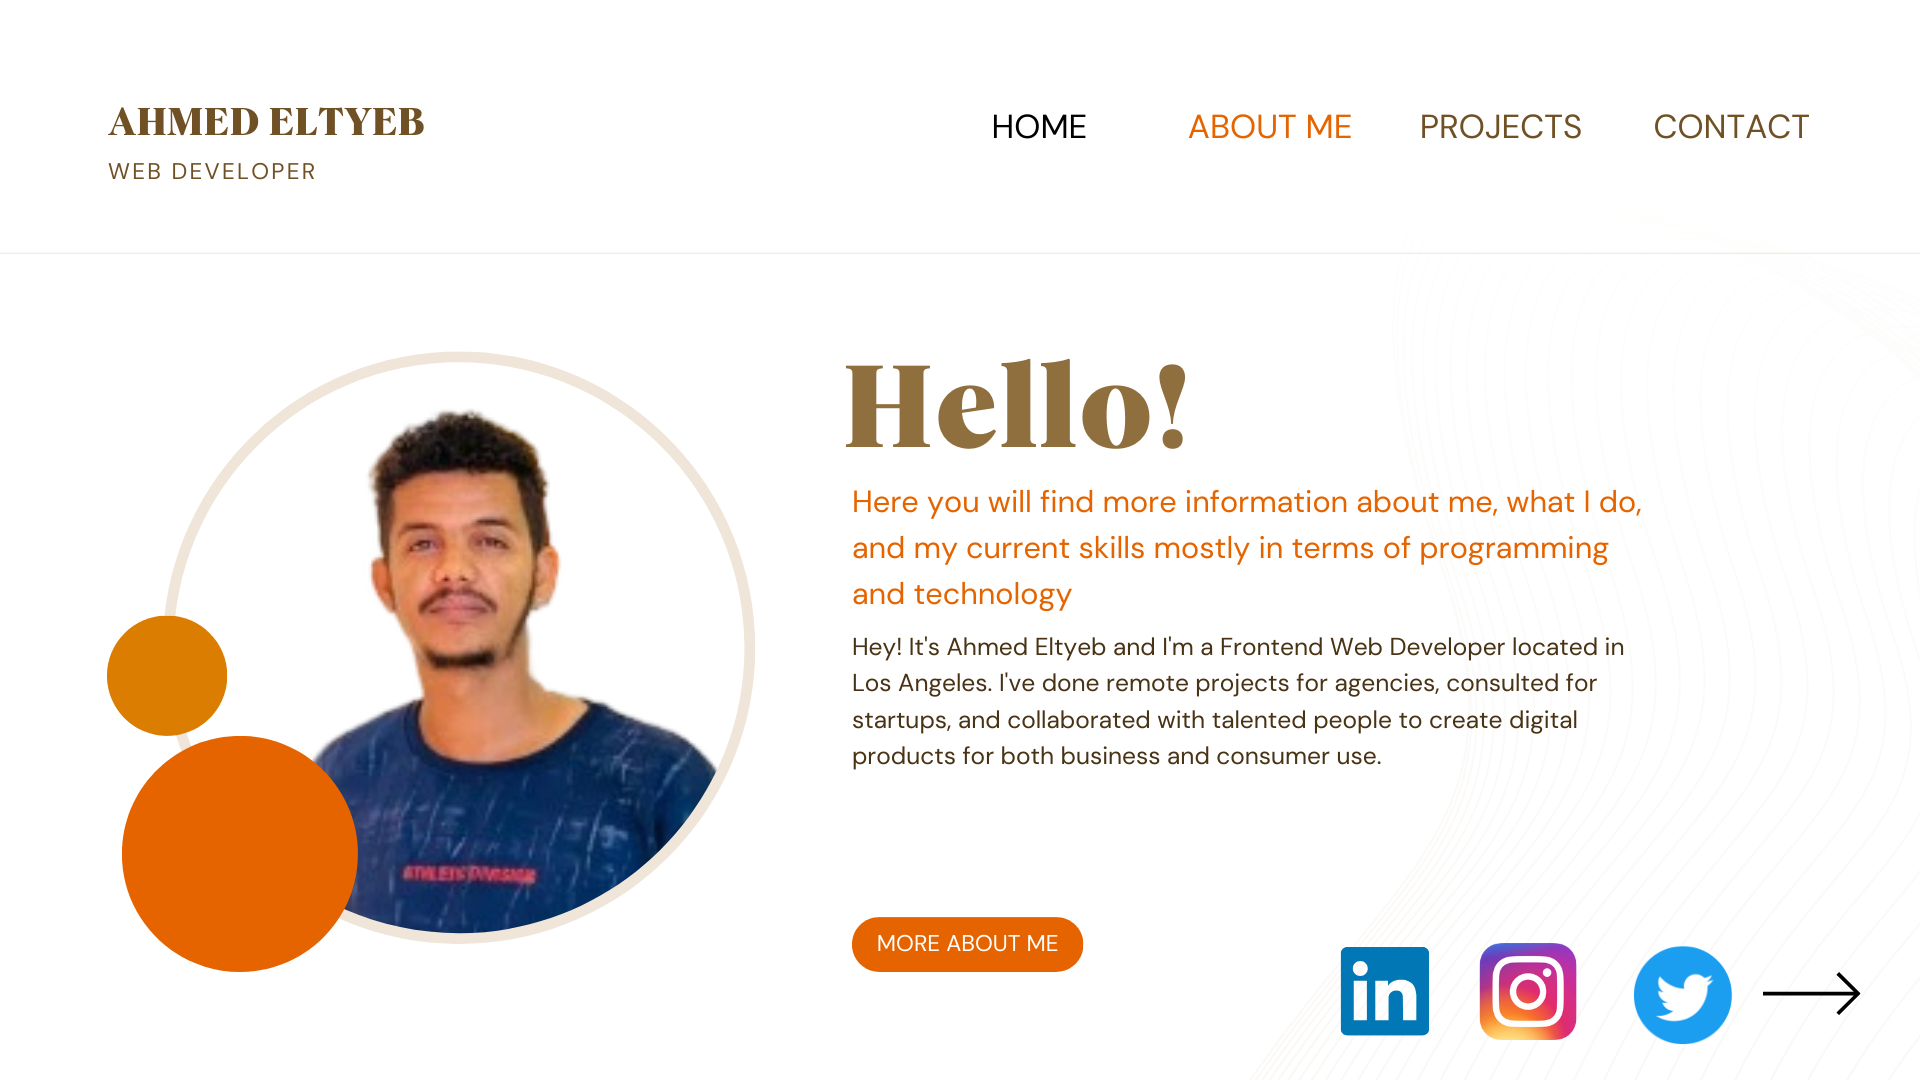 AHMED ELTYEB
WEB DEVELOPER
HOME ABOUT ME PROJECTS CONTACT
Hello!
Here you will find more information about me, what I do,
and my current skills mostly in terms of programming
and technology
Hey! It's Ahmed Eltyeb and I'm a Frontend Web Developer located in
Los Angeles. I've done remote projects for agencies, consulted for
startups, and collaborated with talented people to create digital
products for both business and consumer use.
ATHLETIC DIVISION
MORE ABOUT ME
in